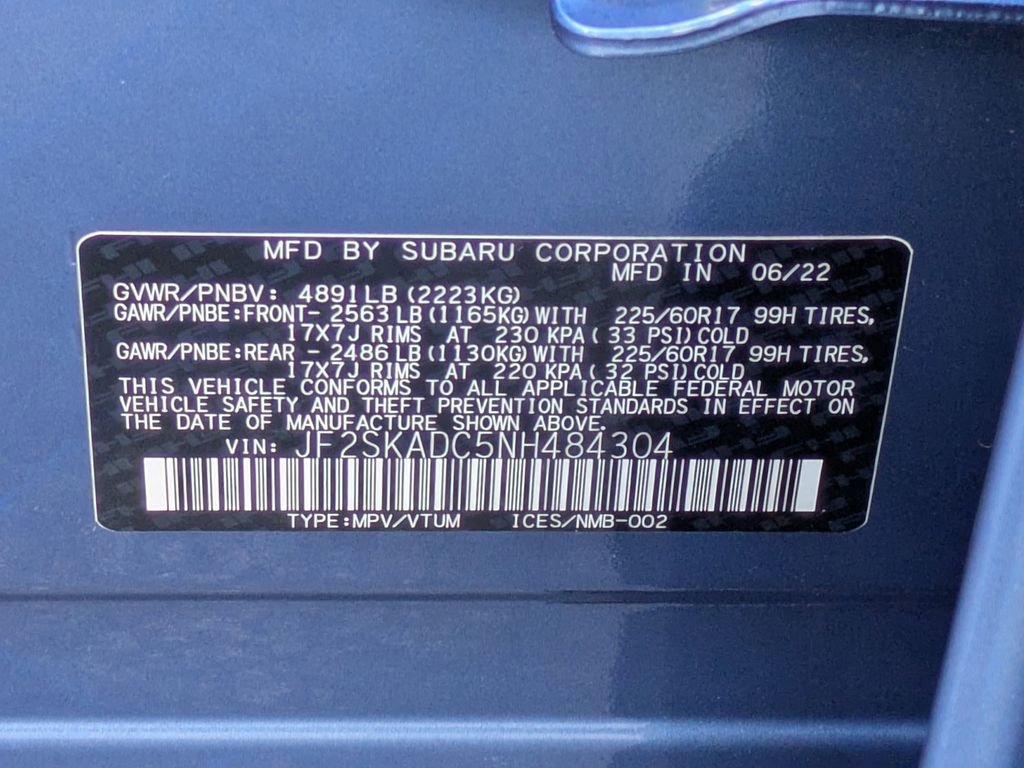 MFD BY SUBARU CORPORATION
MFD IN 06/22
GVWR/PNBV: 4891LB (2223KG)
GAWR/PNBE:FRONT- 2563LB (1165KG)WITH 225/60R17 99H TIRES,
17X7J RIMS AT 230 KPA ( 33 PSI)COLD
GAWR/PNBE:REAR - 2486LB (1130KG)WITH 225/60R17 99H TIRES,
17X7J RIMS AT 220 KPA ( 32 PSI)COLD
THIS VEHICLE CONFORMS TO ALL APPLICABLE FEDERAL MOTOR
VEHICLE SAFETY AND THEFT PREVENTION STANDARDS IN EFFECT ON
THE DATE OF MANUFACTURE SHOWN ABOVE.
VIN: JF2SKADC5NH484304
TYPE:MPV/VTUM ICES/NMB-002